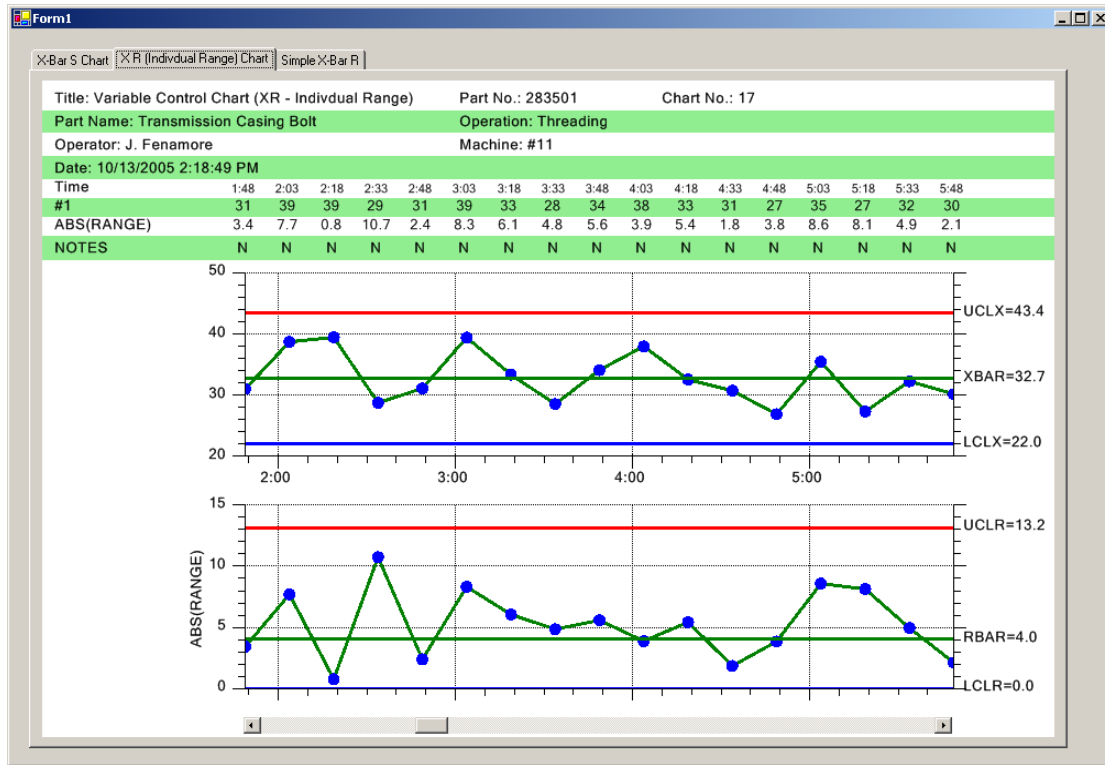 Form1
X-Bar S Chart X R (Indivdual Range) Chart Simple X-Bar R
Title: Variable Control Chart (XR - Indivdual Range) Part No.: 283501 Chart No.: 17
Part Name: Transmission Casing Bolt Operation: Threading
Operator: J. Fenamore Machine: #11
Date: 10/13/2005 2:18:49 PM
Time 1:48 2:03 2:18 2:33 2:48 3:03 3:18 3:33 3:48 4:03 4:18 4:33 4:48 5:03 5:18 5:33 5:48
#1 31 39 39 29 31 39 33 28 34 38 33 31 27 35 27 32 30
ABS(RANGE) 3.4 7.7 0.8 10.7 2.4 8.3 6.1 4.8 5.6 3.9 5.4 1.8 3.8 8.6 8.1 4.9 2.1
NOTES N N N N N N N N N N N N N N N N N
50
UCLX=43.4
40
XBAR=32.7
30
LCLX=22.0
20
2:00 3:00 4:00 5:00
15
UCLR=13.2
10
ABS(RANGE)
5
RBAR=4.0
0
LCLR=0.0